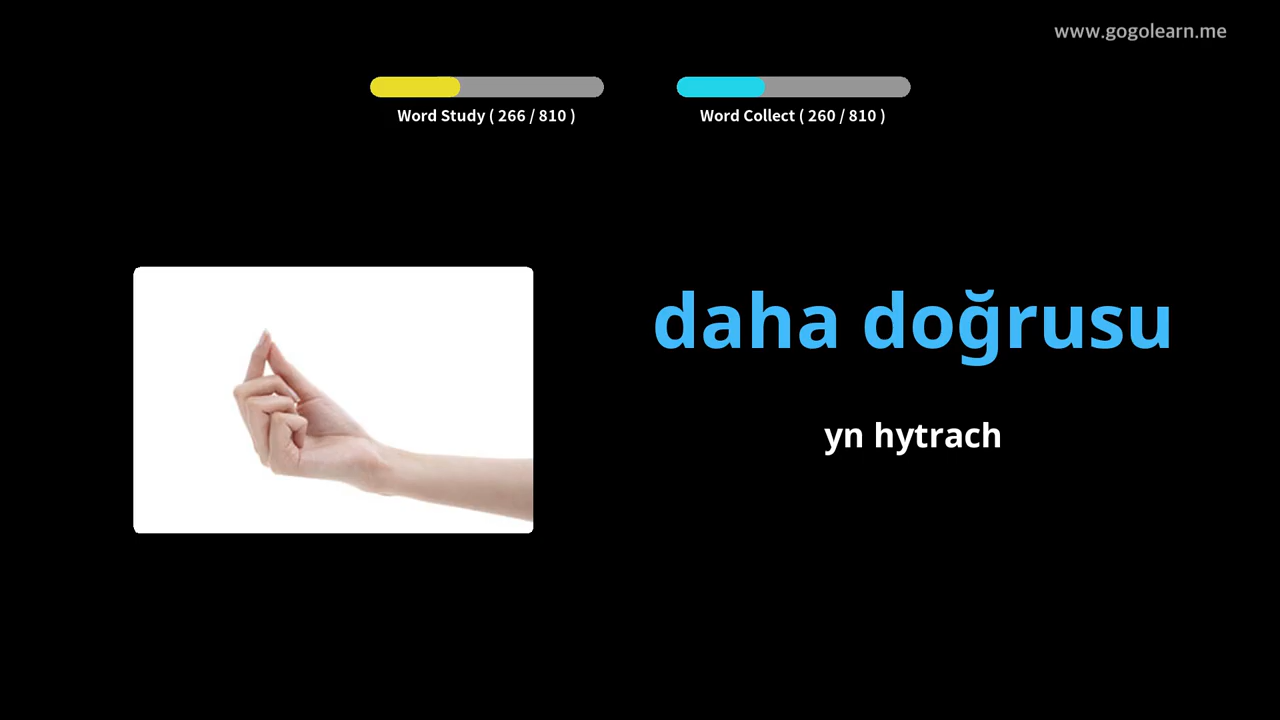 www.gogolearn.me
Word Study ( 266 / 810 )
Word Collect ( 260 / 810 )
daha doğrusu
yn hytrach